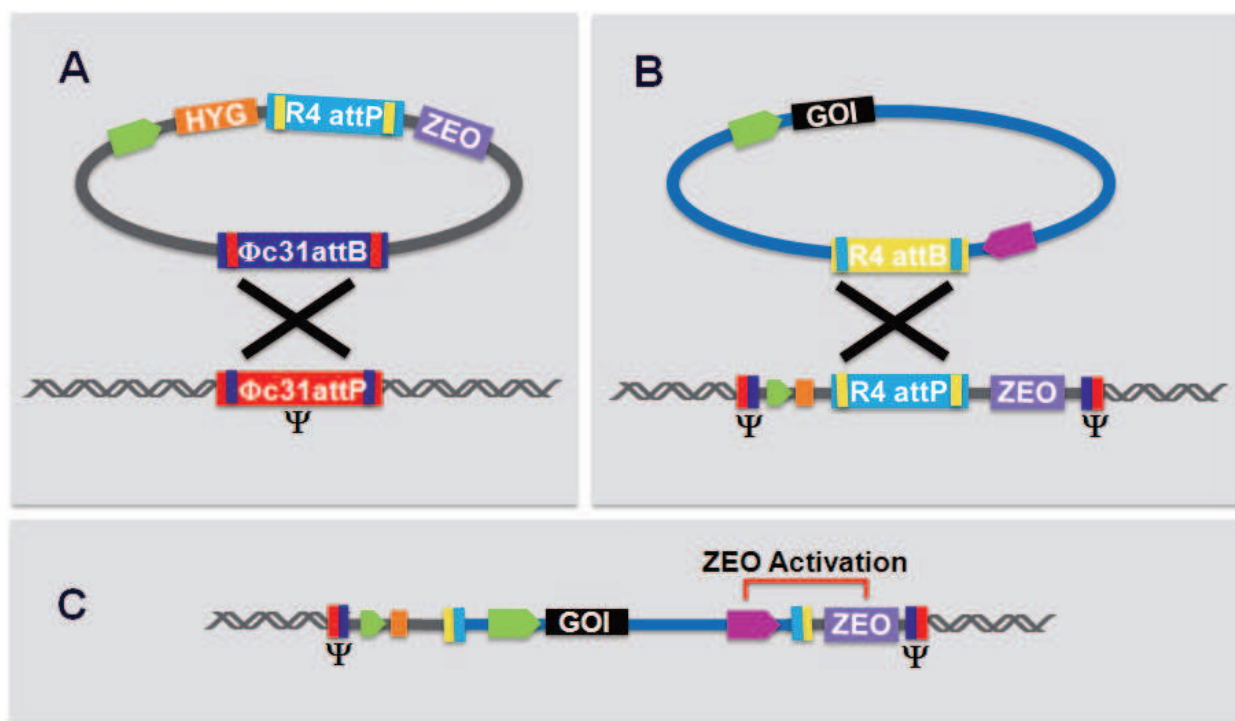 A
HYG
R4 attP
ZEO
Φc31attB
Φc31attP
Ψ
B
GOI
R4 attB
R4 attP
ZEO
Ψ
Ψ
C
ZEO Activation
GOI
ZEO
Ψ
Ψ